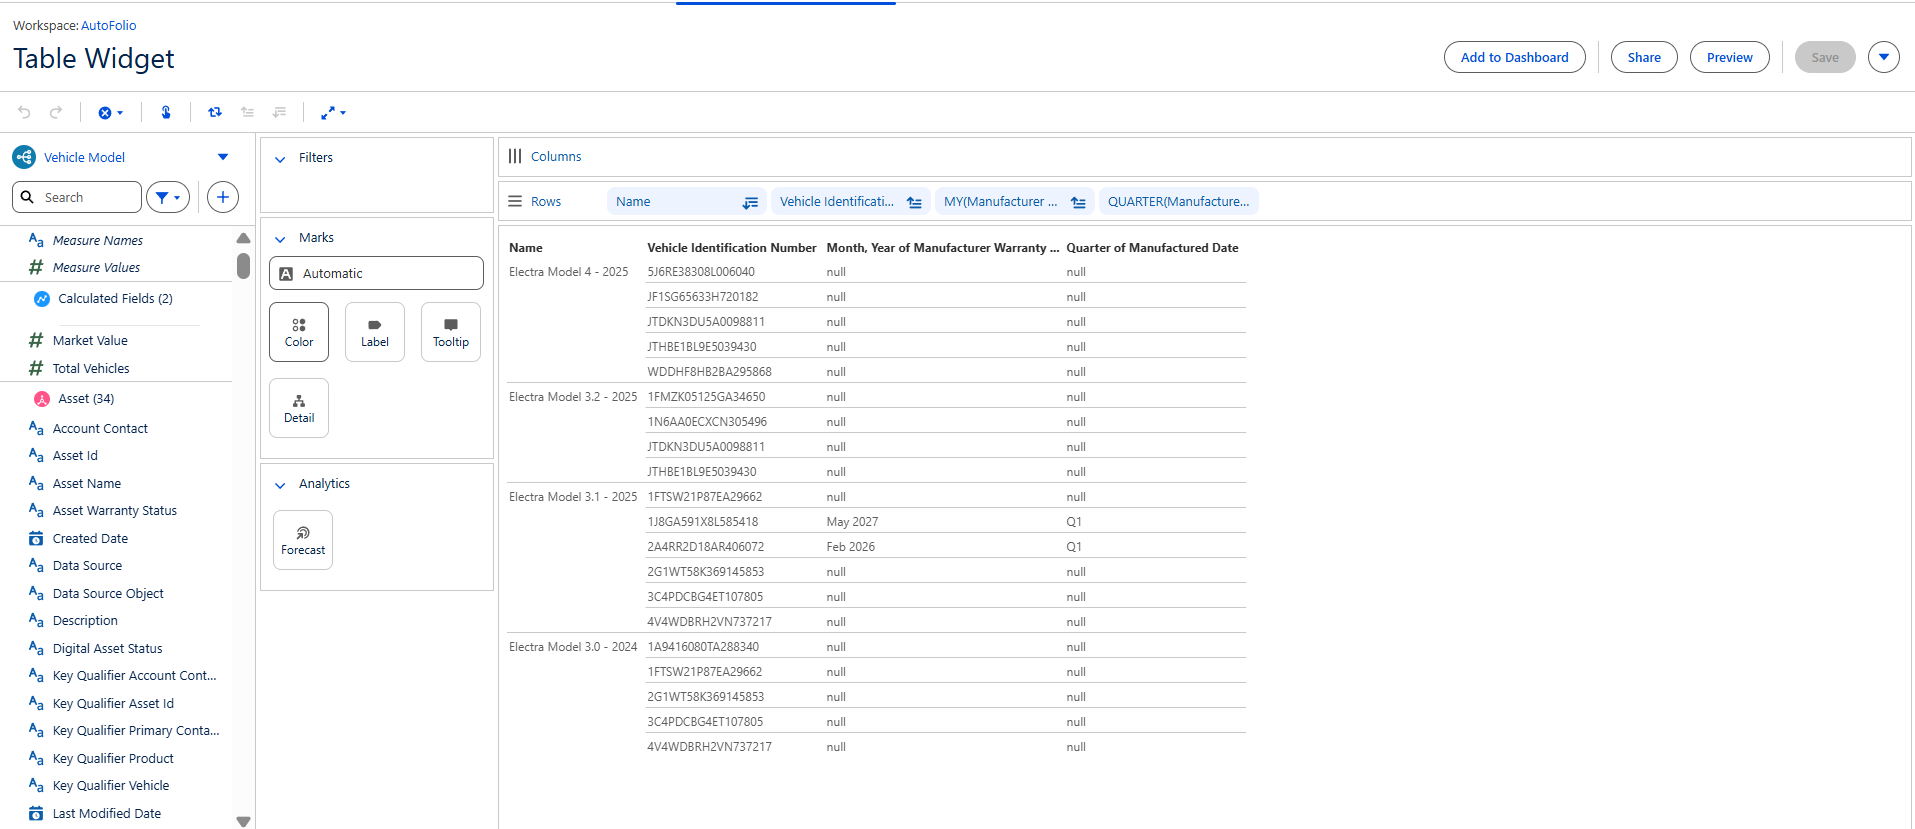 Workspace: AutoFolio
Table Widget
Add to Dashboard
Share
Preview
Save
Vehicle Model
Search
Measure Names
Measure Values
Calculated Fields (2)
Market Value
Total Vehicles
Asset (34)
Account Contact
Asset Id
Asset Name
Asset Warranty Status
Created Date
Data Source
Data Source Object
Description
Digital Asset Status
Key Qualifier Account Cont...
Key Qualifier Asset Id
Key Qualifier Primary Conta...
Key Qualifier Product
Key Qualifier Vehicle
Last Modified Date
Filters
Marks
Automatic
Color Label Tooltip
Detail
Analytics
Forecast
Columns
Rows Name Vehicle Identificati... MY(Manufacturer ... QUARTER(Manufacture...
Name Vehicle Identification Number Month, Year of Manufacturer Warranty ... Quarter of Manufactured Date
Electra Model 4 - 2025 5J6RE38308L006040 null null
JF1SG65633H720182 null null
JTDKN3DU5A0098811 null null
JTHBE1BL9E5039430 null null
WDDHF8HB2BA295868 null null
Electra Model 3.2 - 2025 1FMZK05125GA34650 null null
1N6AA0ECXCN305496 null null
JTDKN3DU5A0098811 null null
JTHBE1BL9E5039430 null null
Electra Model 3.1 - 2025 1FTSW21P87EA29662 null null
1J8GA591X8L585418 May 2027 Q1
2A4RR2D18AR406072 Feb 2026 Q1
2G1WT58K369145853 null null
3C4PDCBG4ET107805 null null
4V4WDBRH2VN737217 null null
Electra Model 3.0 - 2024 1A9416080TA288340 null null
1FTSW21P87EA29662 null null
2G1WT58K369145853 null null
3C4PDCBG4ET107805 null null
4V4WDBRH2VN737217 null null